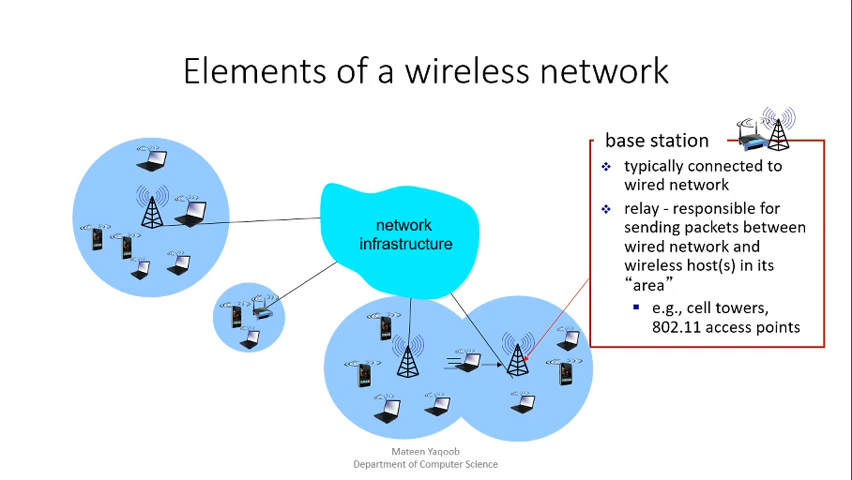 Elements of a wireless network
base station
❖ typically connected to
wired network
❖ relay - responsible for
sending packets between
wired network and
wireless host(s) in its
“area”
▪ e.g., cell towers,
802.11 access points
network
infrastructure
Mateen Yaqoob
Department of Computer Science